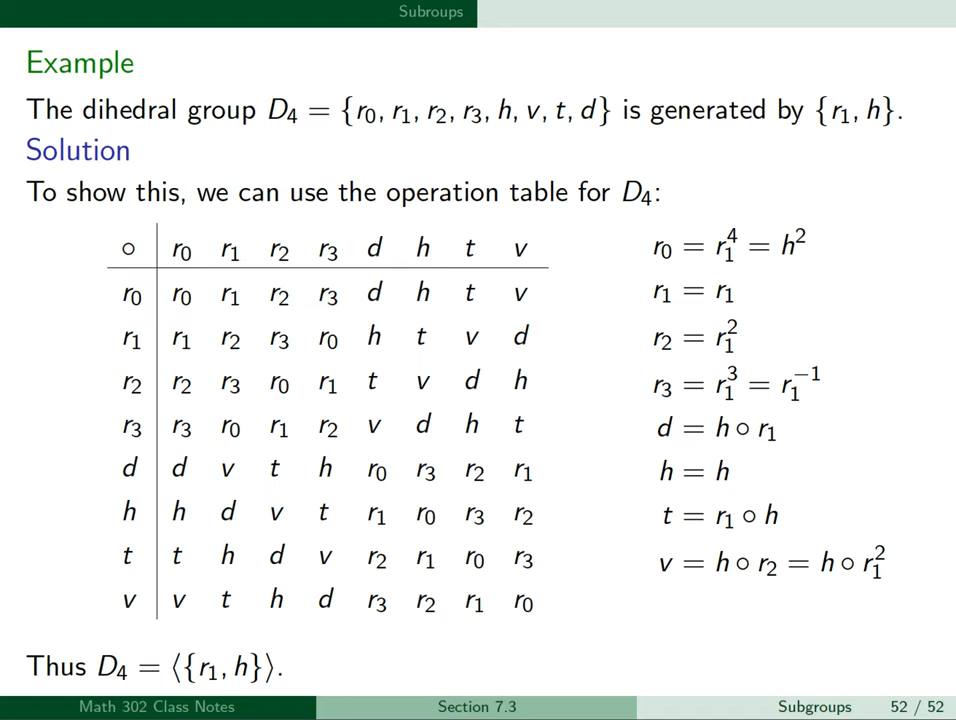 Subroups
Example
The dihedral group D₄ = {r₀, r₁, r₂, r₃, h, v, t, d} is generated by {r₁, h}.
Solution
To show this, we can use the operation table for D₄:
∘ r₀ r₁ r₂ r₃ d h t v
r₀ r₀ r₁ r₂ r₃ d h t v
r₁ r₁ r₂ r₃ r₀ h t v d
r₂ r₂ r₃ r₀ r₁ t v d h
r₃ r₃ r₀ r₁ r₂ v d h t
d d v t h r₀ r₃ r₂ r₁
h h d v t r₁ r₀ r₃ r₂
t t h d v r₂ r₁ r₀ r₃
v v t h d r₃ r₂ r₁ r₀
r₀ = r₁⁴ = h²
r₁ = r₁
r₂ = r₁²
r₃ = r₁³ = r₁⁻¹
d = h ∘ r₁
h = h
t = r₁ ∘ h
v = h ∘ r₂ = h ∘ r₁²
Thus D₄ = ⟨{r₁, h}⟩.
Math 302 Class Notes Section 7.3 Subgroups 52 / 52